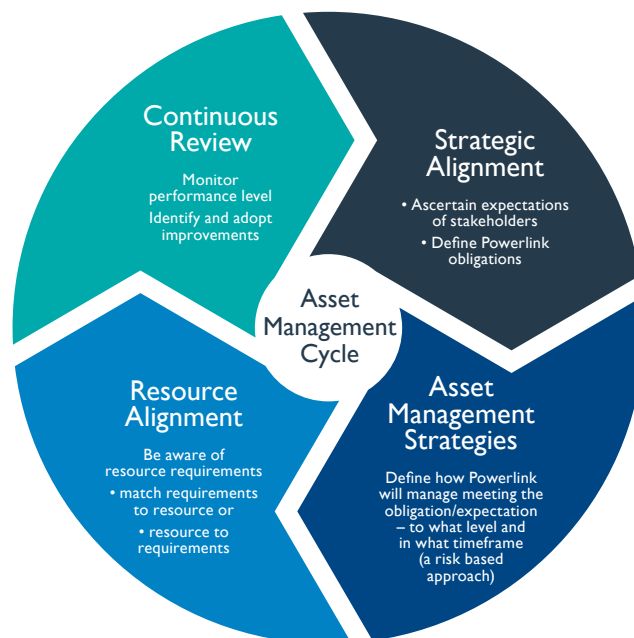 Continuous
Review
Monitor
performance level
Identify and adopt
improvements
Strategic
Alignment
• Ascertain expectations
of stakeholders
• Define Powerlink
obligations
Asset
Management
Cycle
Resource
Alignment
Be aware of
resource requirements
• match requirements
to resource or
• resource to
requirements
Asset
Management
Strategies
Define how Powerlink
will manage meeting the
obligation/expectation
– to what level and
in what timeframe
(a risk based
approach)